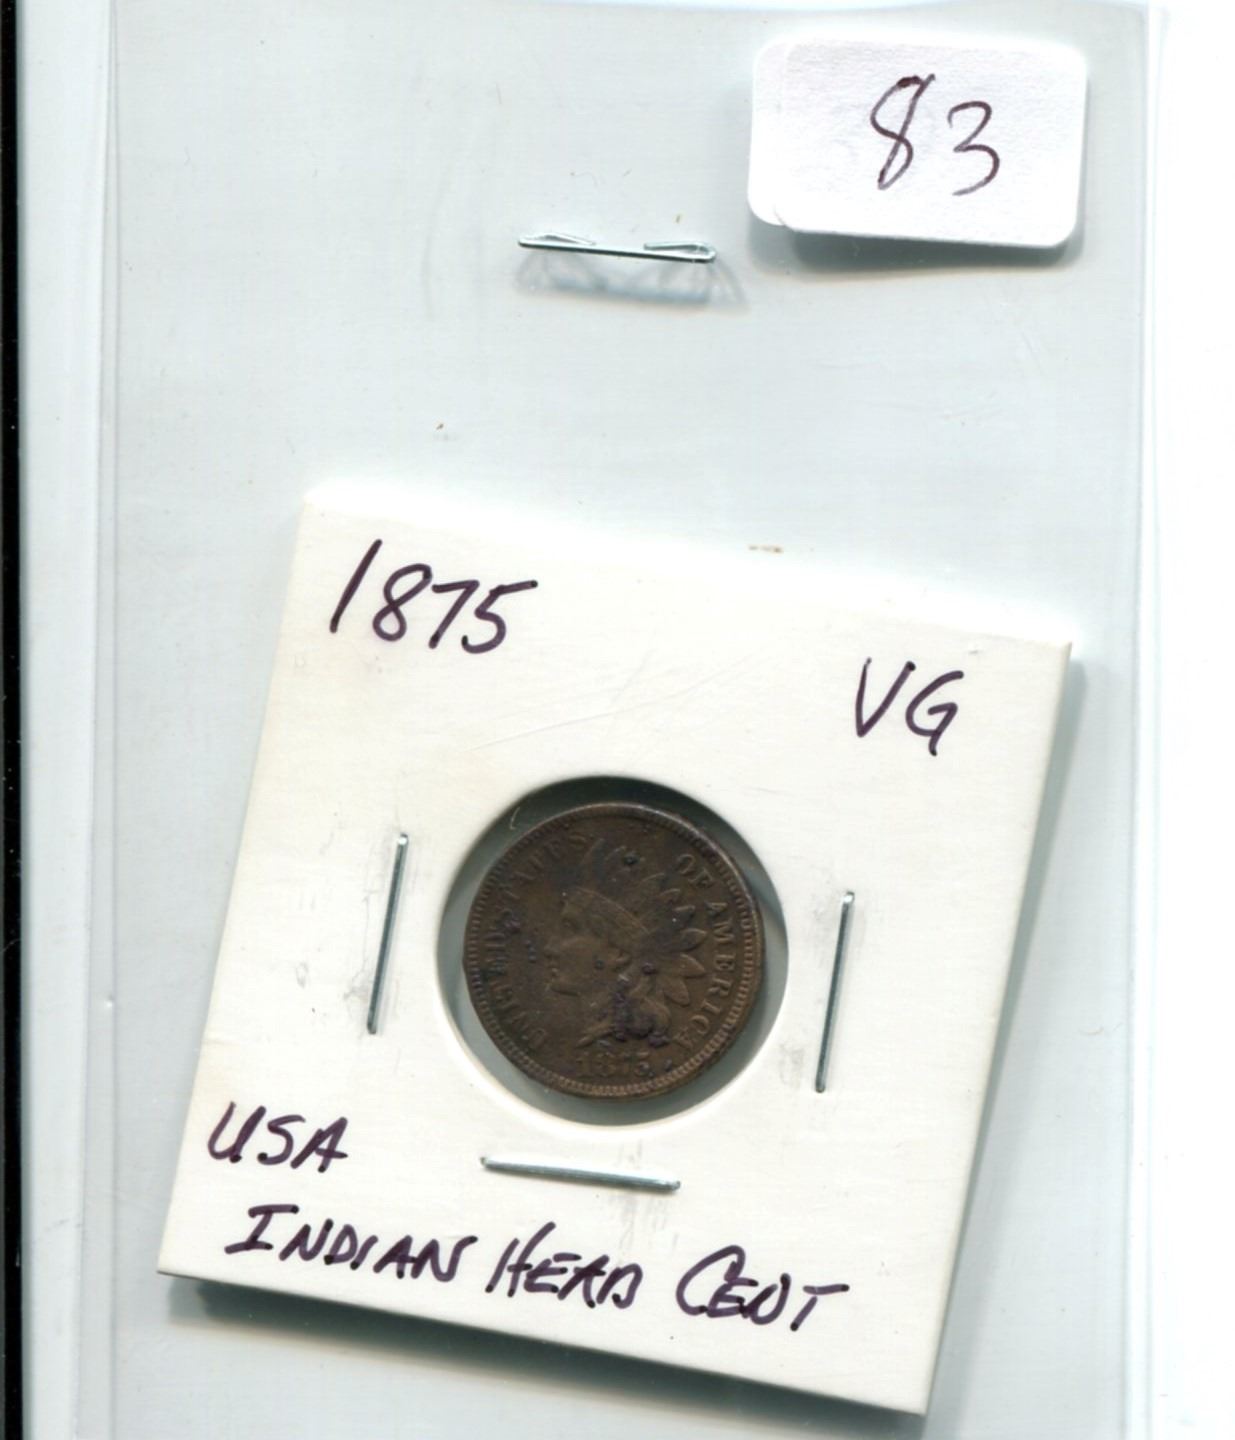 83
1875
VG
UNITED STATES OF AMERICA
1875
USA
INDIAN HEAD CENT